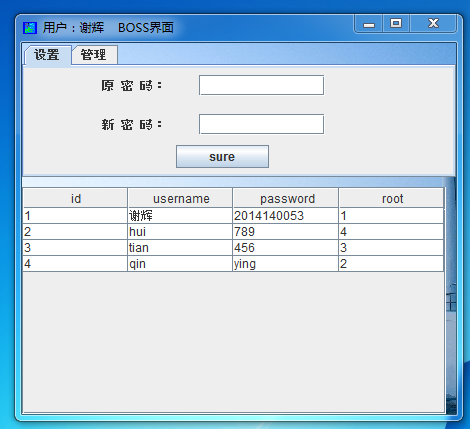 用户：谢辉 BOSS界面
设置 管理
原 密 码：
新 密 码：
sure
id username password root
1 谢辉 2014140053 1
2 hui 789 4
3 tian 456 3
4 qin ying 2